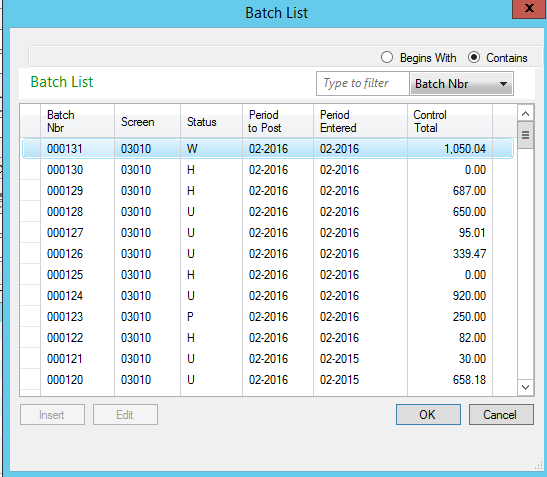 Batch List
x
Begins With Contains
Batch List Type to filter Batch Nbr
Batch Nbr Screen Status Period to Post Period Entered Control Total
000131 03010 W 02-2016 02-2016 1,050.04
000130 03010 H 02-2016 02-2016 0.00
000129 03010 H 02-2016 02-2016 687.00
000128 03010 U 02-2016 02-2016 650.00
000127 03010 U 02-2016 02-2016 95.01
000126 03010 U 02-2016 02-2016 339.47
000125 03010 H 02-2016 02-2016 0.00
000124 03010 U 02-2016 02-2016 920.00
000123 03010 P 02-2016 02-2016 250.00
000122 03010 H 02-2016 02-2016 82.00
000121 03010 U 02-2016 02-2015 30.00
000120 03010 U 02-2016 02-2015 658.18
Insert Edit OK Cancel